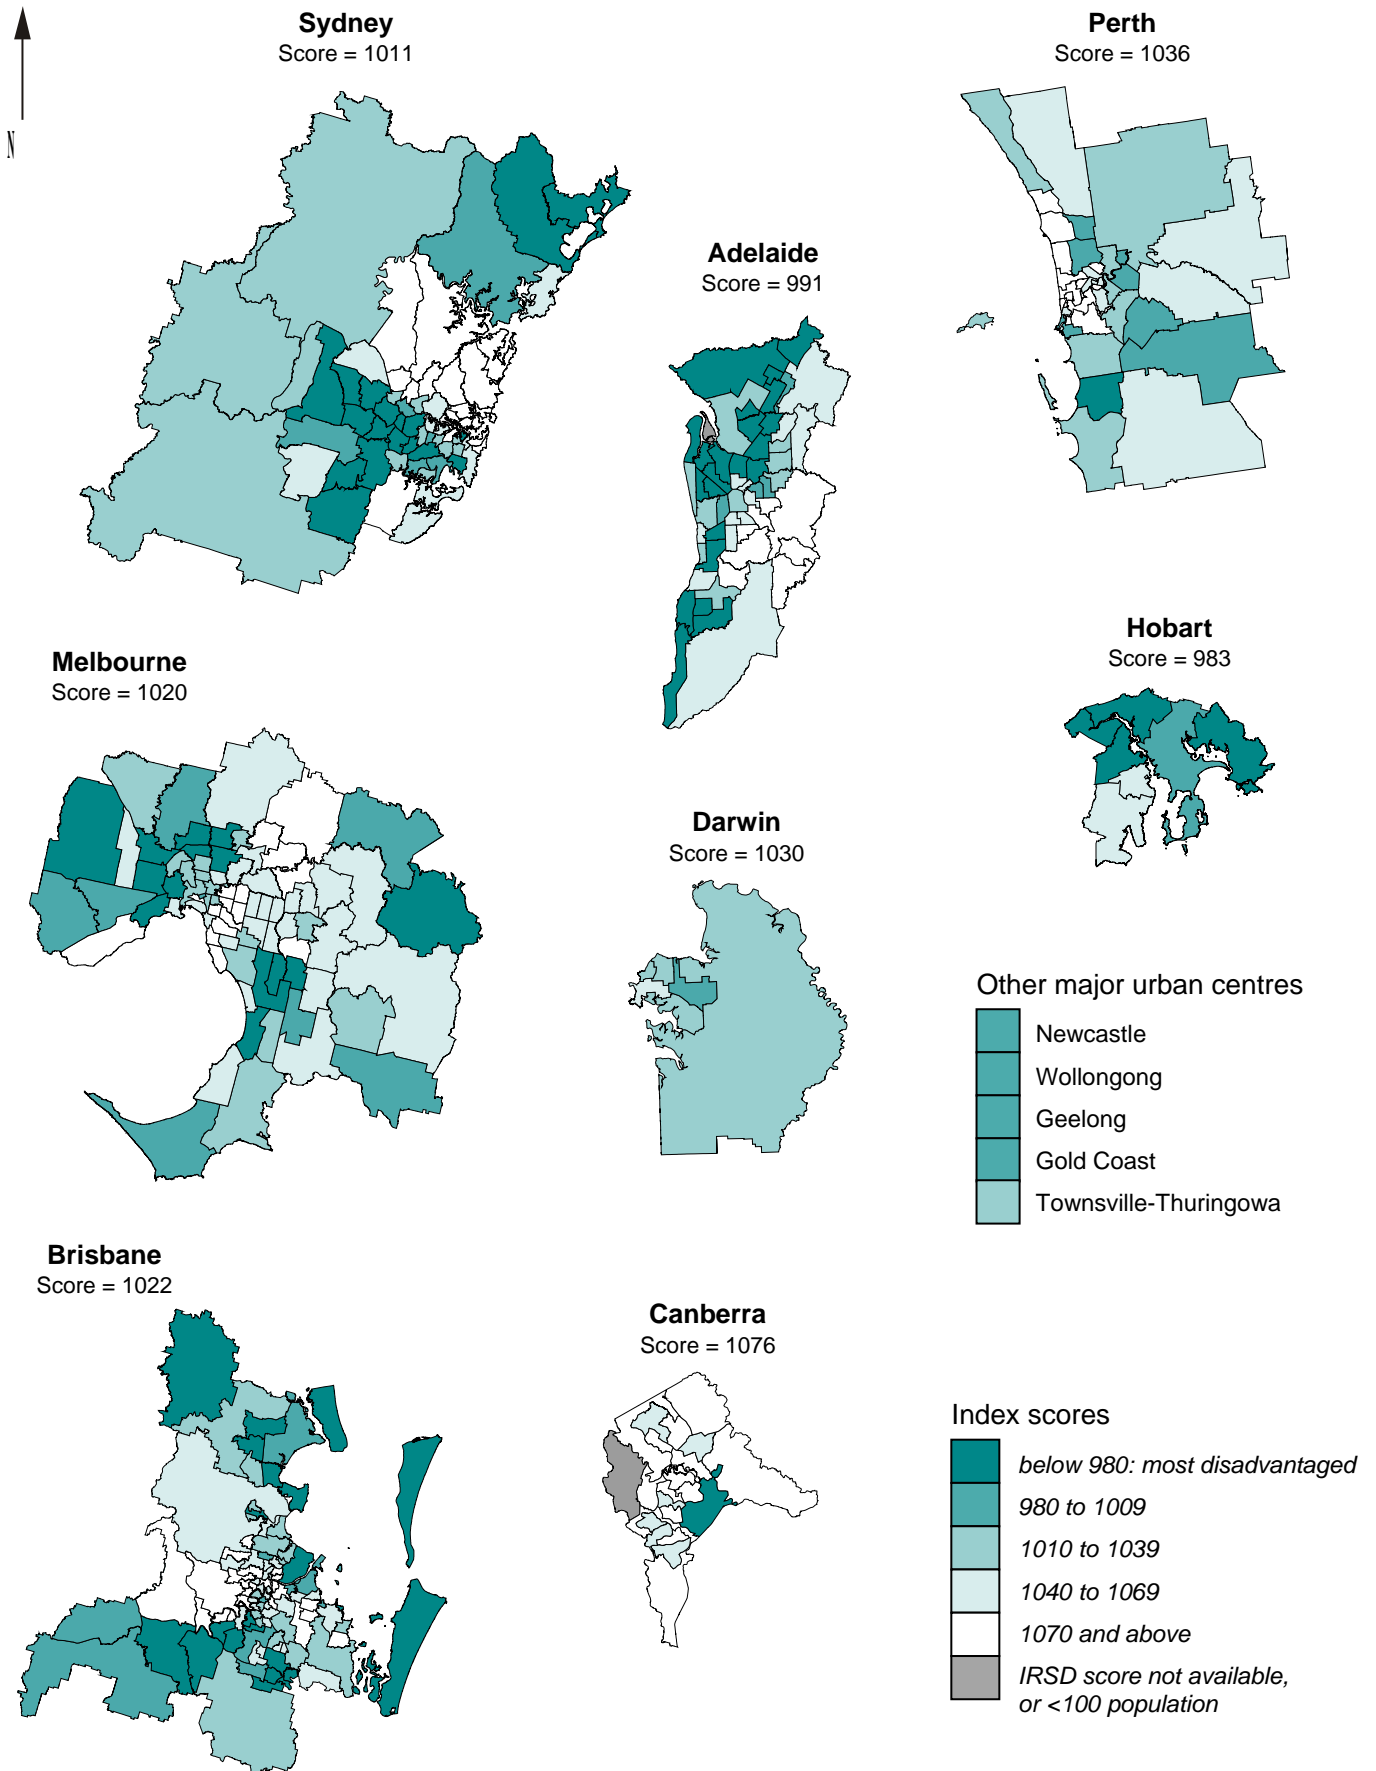 Sydney
Score = 1011
Perth
Score = 1036
N
Adelaide
Score = 991
Hobart
Score = 983
Melbourne
Score = 1020
Darwin
Score = 1030
Other major urban centres
Newcastle
Wollongong
Geelong
Gold Coast
Townsville-Thuringowa
Brisbane
Score = 1022
Canberra
Score = 1076
Index scores
below 980: most disadvantaged
980 to 1009
1010 to 1039
1040 to 1069
1070 and above
IRSD score not available,
or <100 population